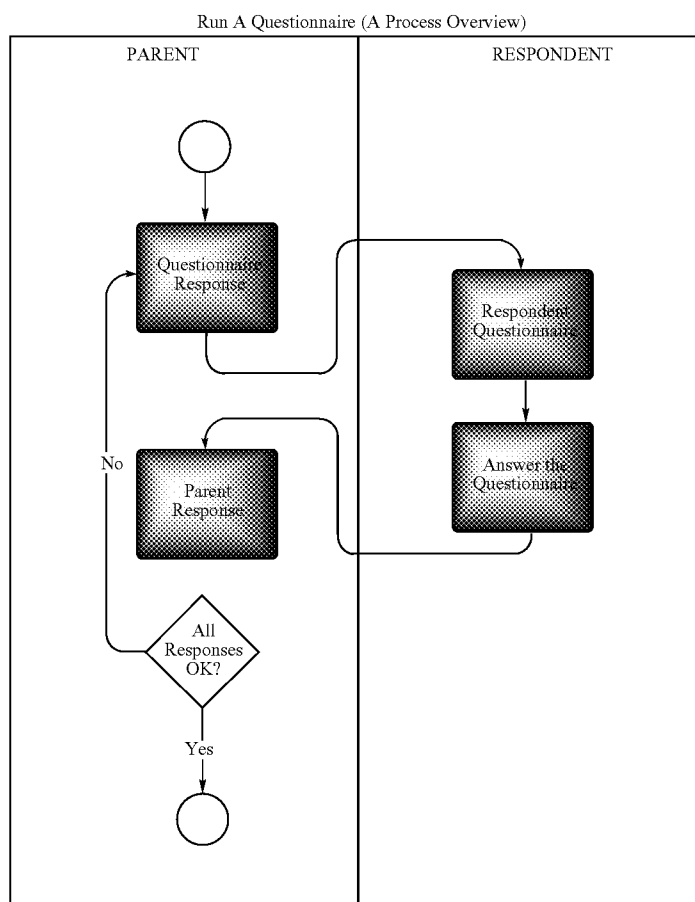 Run A Questionnaire (A Process Overview)
PARENT
RESPONDENT
Questionnaire
Response
Respondent
Questionnaire
No
Parent
Response
Answer the
Questionnaire
All
Responses
OK?
Yes